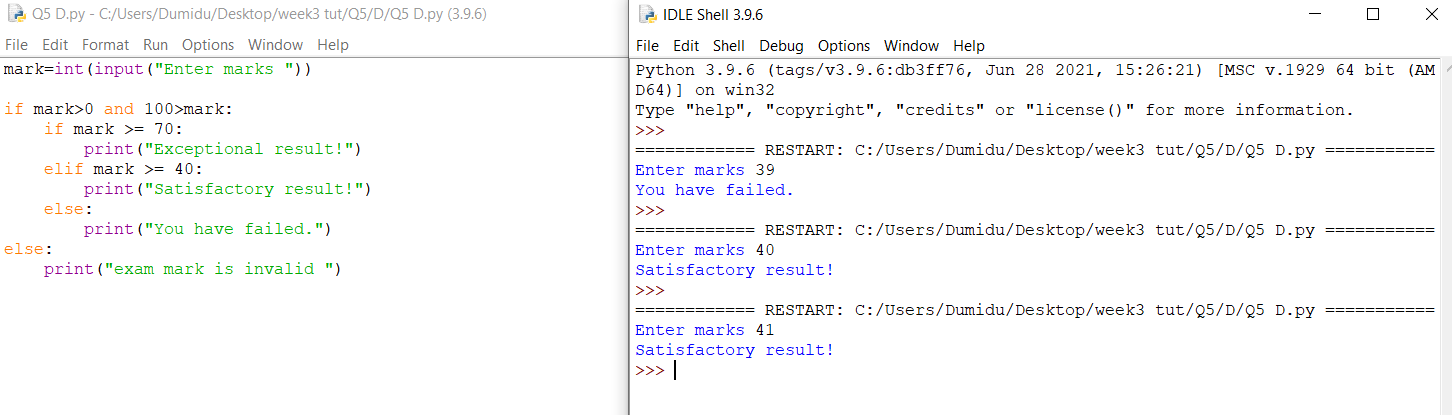 Q5 D.py - C:/Users/Dumidu/Desktop/week3 tut/Q5/D/Q5 D.py (3.9.6)
File Edit Format Run Options Window Help
mark=int(input("Enter marks "))
if mark>0 and 100>mark:
    if mark >= 70:
        print("Exceptional result!")
    elif mark >= 40:
        print("Satisfactory result!")
    else:
        print("You have failed.")
else:
    print("exam mark is invalid ")
IDLE Shell 3.9.6
File Edit Shell Debug Options Window Help
Python 3.9.6 (tags/v3.9.6:db3ff76, Jun 28 2021, 15:26:21) [MSC v.1929 64 bit (AM
D64)] on win32
Type "help", "copyright", "credits" or "license()" for more information.
>>>
============ RESTART: C:/Users/Dumidu/Desktop/week3 tut/Q5/D/Q5 D.py ===========
Enter marks 39
You have failed.
>>>
============ RESTART: C:/Users/Dumidu/Desktop/week3 tut/Q5/D/Q5 D.py ===========
Enter marks 40
Satisfactory result!
>>>
============ RESTART: C:/Users/Dumidu/Desktop/week3 tut/Q5/D/Q5 D.py ===========
Enter marks 41
Satisfactory result!
>>>